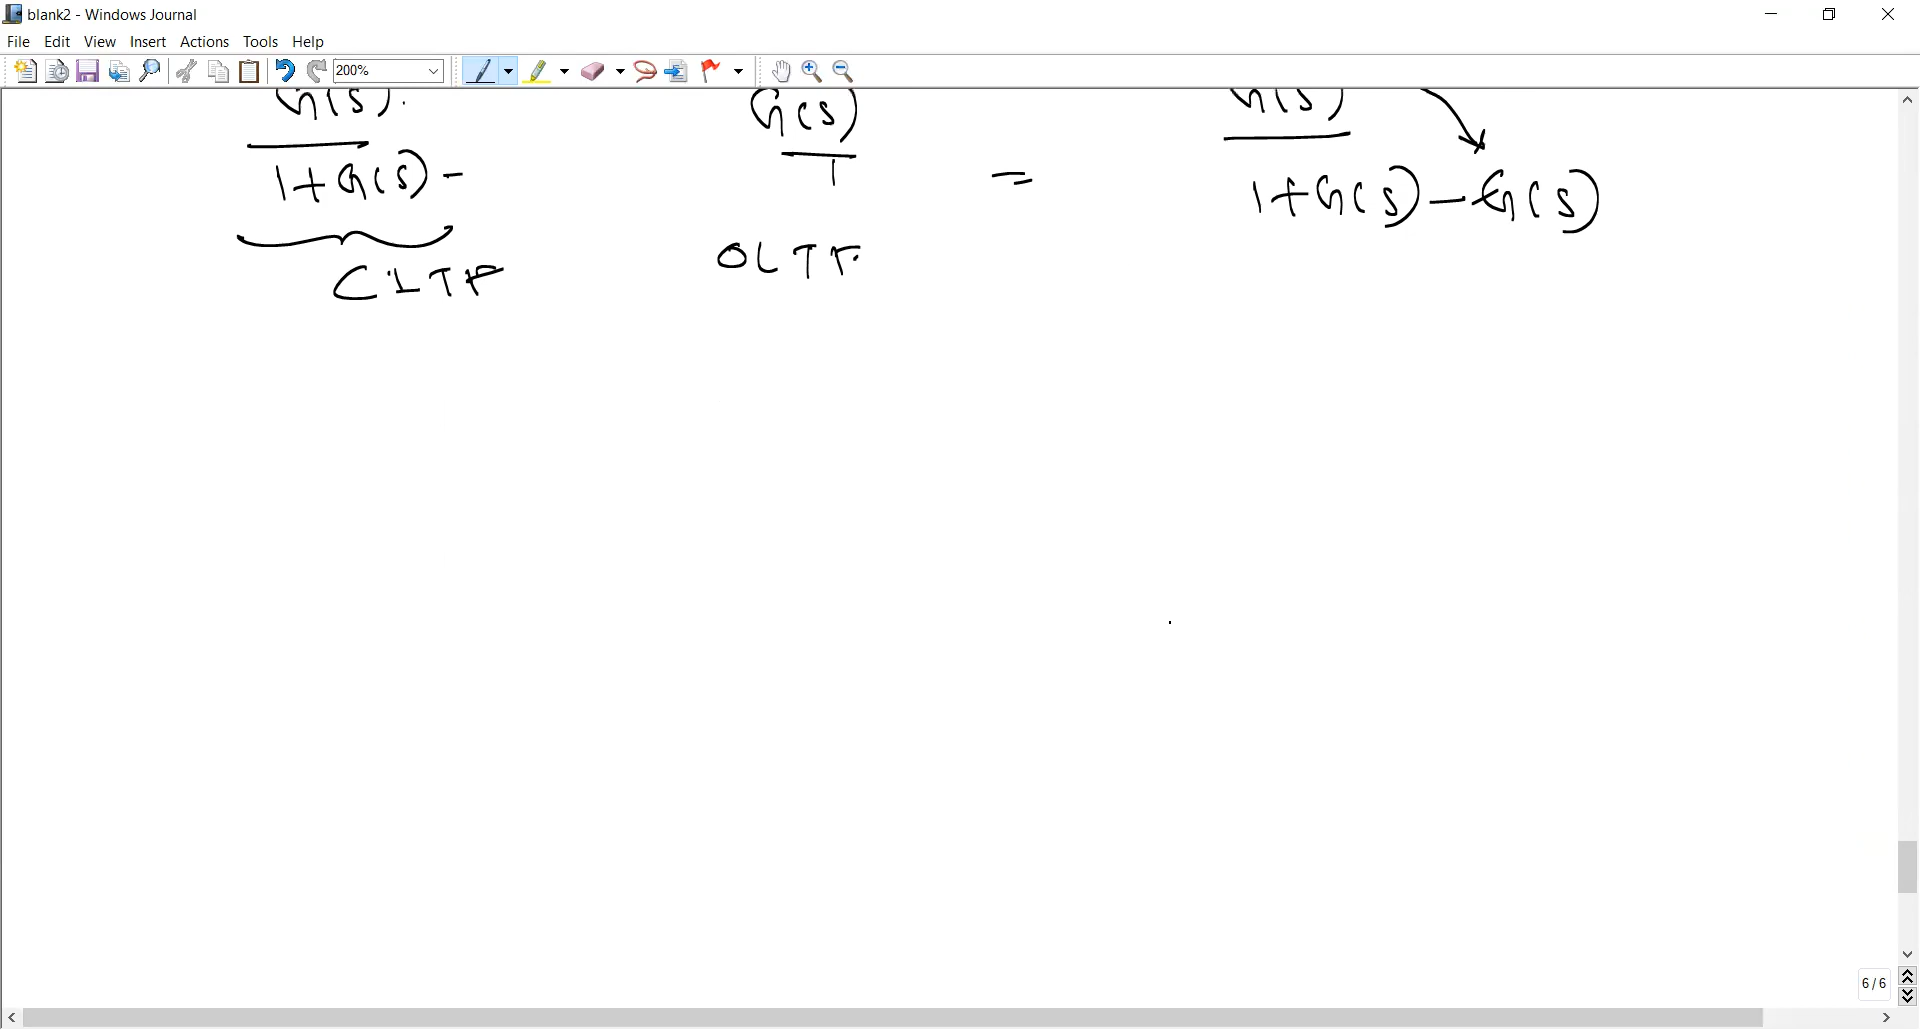 blank2 - Windows Journal
File Edit View Insert Actions Tools Help
200%
G(s). G(s) G(s)
1+G(s)- 1 = 1+G(s)-G(s)
CLTF OLTF
6 / 6